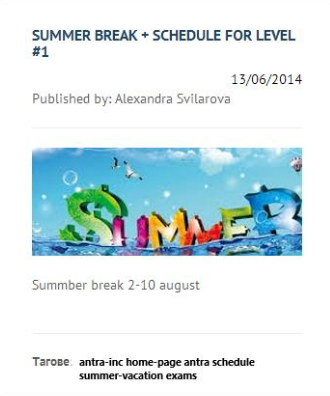 SUMMER BREAK + SCHEDULE FOR LEVEL
#1
13/06/2014
Published by: Alexandra Svilarova
SUMMER
Summber break 2-10 august
Тагове: antra-inc home-page antra schedule
summer-vacation exams